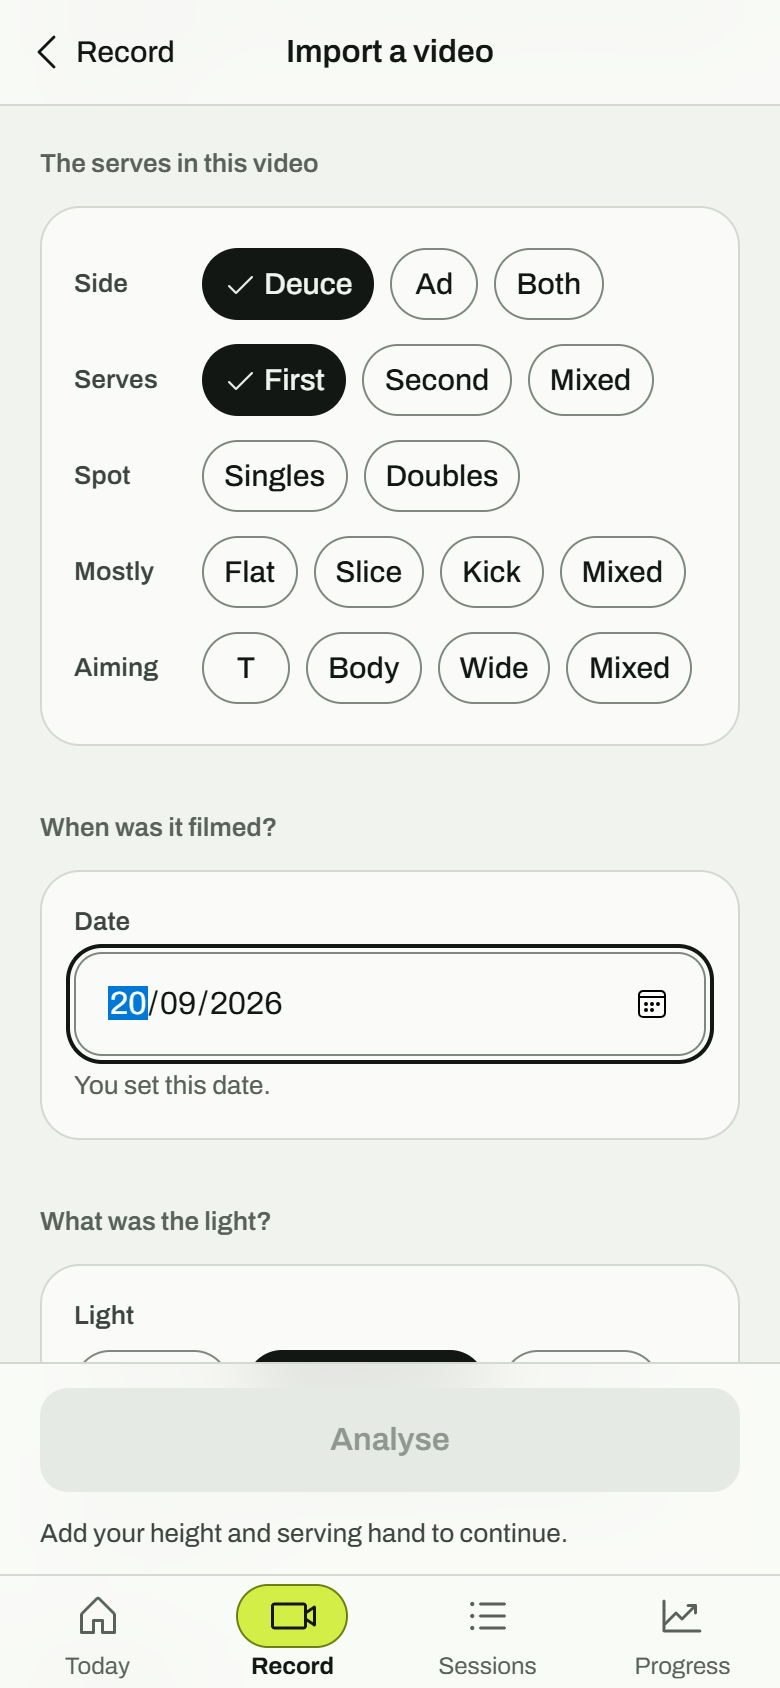 Record
Import a video
The serves in this video
Side Deuce Ad Both
Serves First Second Mixed
Spot Singles Doubles
Mostly Flat Slice Kick Mixed
Aiming T Body Wide Mixed
When was it filmed?
Date
20/09/2026
You set this date.
What was the light?
Light
Analyse
Add your height and serving hand to continue.
Today Record Sessions Progress